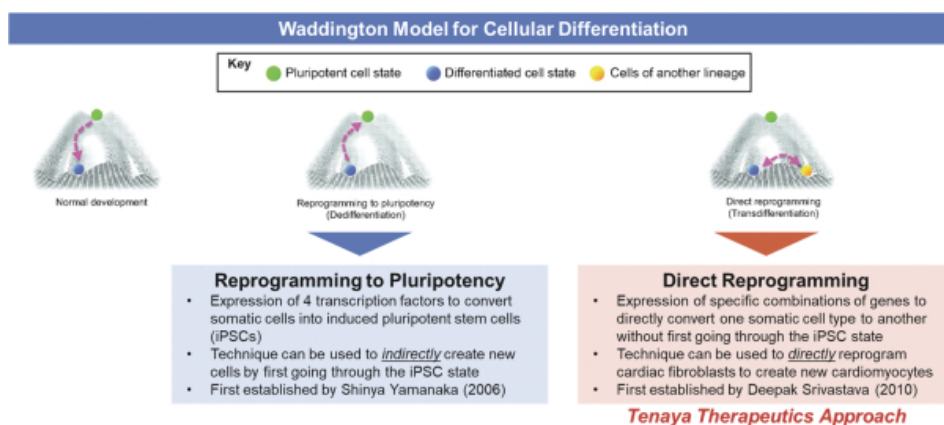 Waddington Model for Cellular Differentiation
Key
Pluripotent cell state
Differentiated cell state
Cells of another lineage
Normal development
Reprogramming to pluripotency
(Dedifferentiation)
Direct reprogramming
(Transdifferentiation)
Reprogramming to Pluripotency
• Expression of 4 transcription factors to convert
somatic cells into induced pluripotent stem cells
(iPSCs)
• Technique can be used to indirectly create new
cells by first going through the iPSC state
• First established by Shinya Yamanaka (2006)
Direct Reprogramming
• Expression of specific combinations of genes to
directly convert one somatic cell type to another
without first going through the iPSC state
• Technique can be used to directly reprogram
cardiac fibroblasts to create new cardiomyocytes
• First established by Deepak Srivastava (2010)
Tenaya Therapeutics Approach